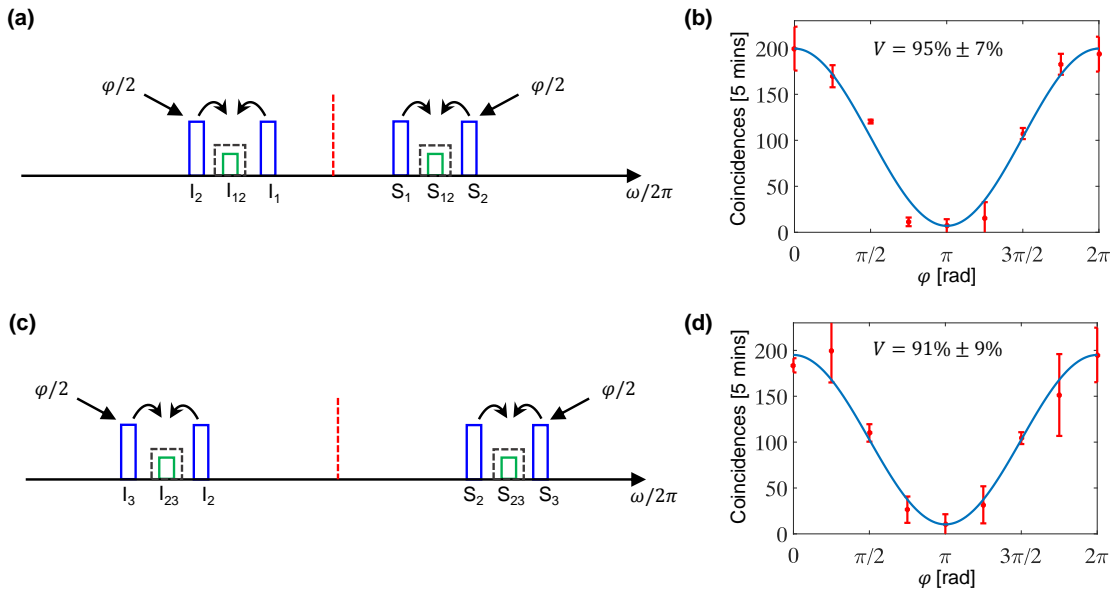 (a)
φ/2
φ/2
I₂ I₁₂ I₁ S₁ S₁₂ S₂
ω/2π
(b)
V = 95% ± 7%
Coincidences [5 mins]
200
150
100
50
0
0 π/2 π 3π/2 2π
φ [rad]
(c)
φ/2
φ/2
I₃ I₂₃ I₂ S₂ S₂₃ S₃
ω/2π
(d)
V = 91% ± 9%
Coincidences [5 mins]
200
150
100
50
0
0 π/2 π 3π/2 2π
φ [rad]